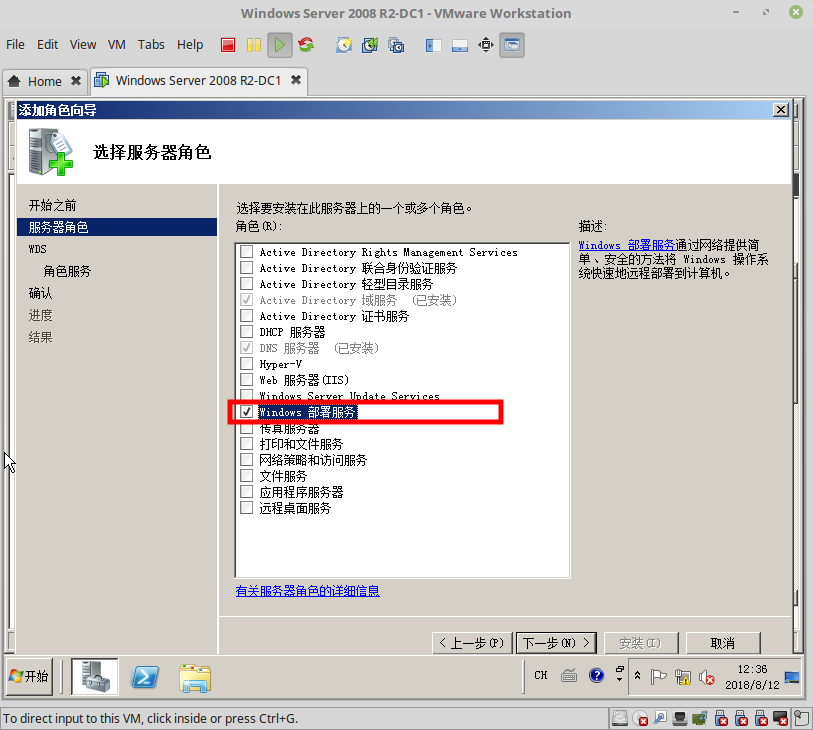 Windows Server 2008 R2-DC1 - VMware Workstation
File Edit View VM Tabs Help
Home
Windows Server 2008 R2-DC1
添加角色向导
选择服务器角色
开始之前
服务器角色
WDS
角色服务
确认
进度
结果
选择要安装在此服务器上的一个或多个角色。
角色(R):
Active Directory Rights Management Services
Active Directory 联合身份验证服务
Active Directory 轻型目录服务
Active Directory 域服务 (已安装)
Active Directory 证书服务
DHCP 服务器
DNS 服务器 (已安装)
Hyper-V
Web 服务器(IIS)
Windows Server Update Services
Windows 部署服务
传真服务器
打印和文件服务
网络策略和访问服务
文件服务
应用程序服务器
远程桌面服务
有关服务器角色的详细信息
描述:
Windows 部署服务通过网络提供简
单、安全的方法将 Windows 操作系
统快速地远程部署到计算机。
< 上一步(P)
下一步(N) >
安装(I)
取消
开始
CH
12:36
2018/8/12
To direct input to this VM, click inside or press Ctrl+G.